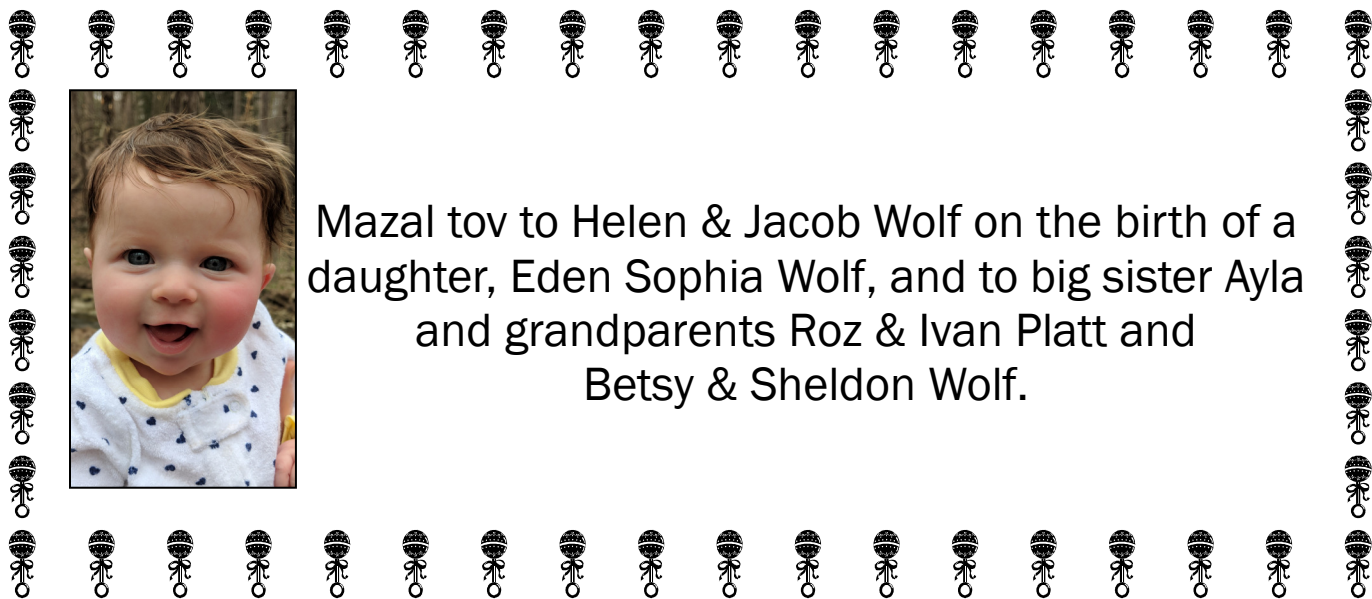 Mazal tov to Helen & Jacob Wolf on the birth of a
daughter, Eden Sophia Wolf, and to big sister Ayla
and grandparents Roz & Ivan Platt and
Betsy & Sheldon Wolf.